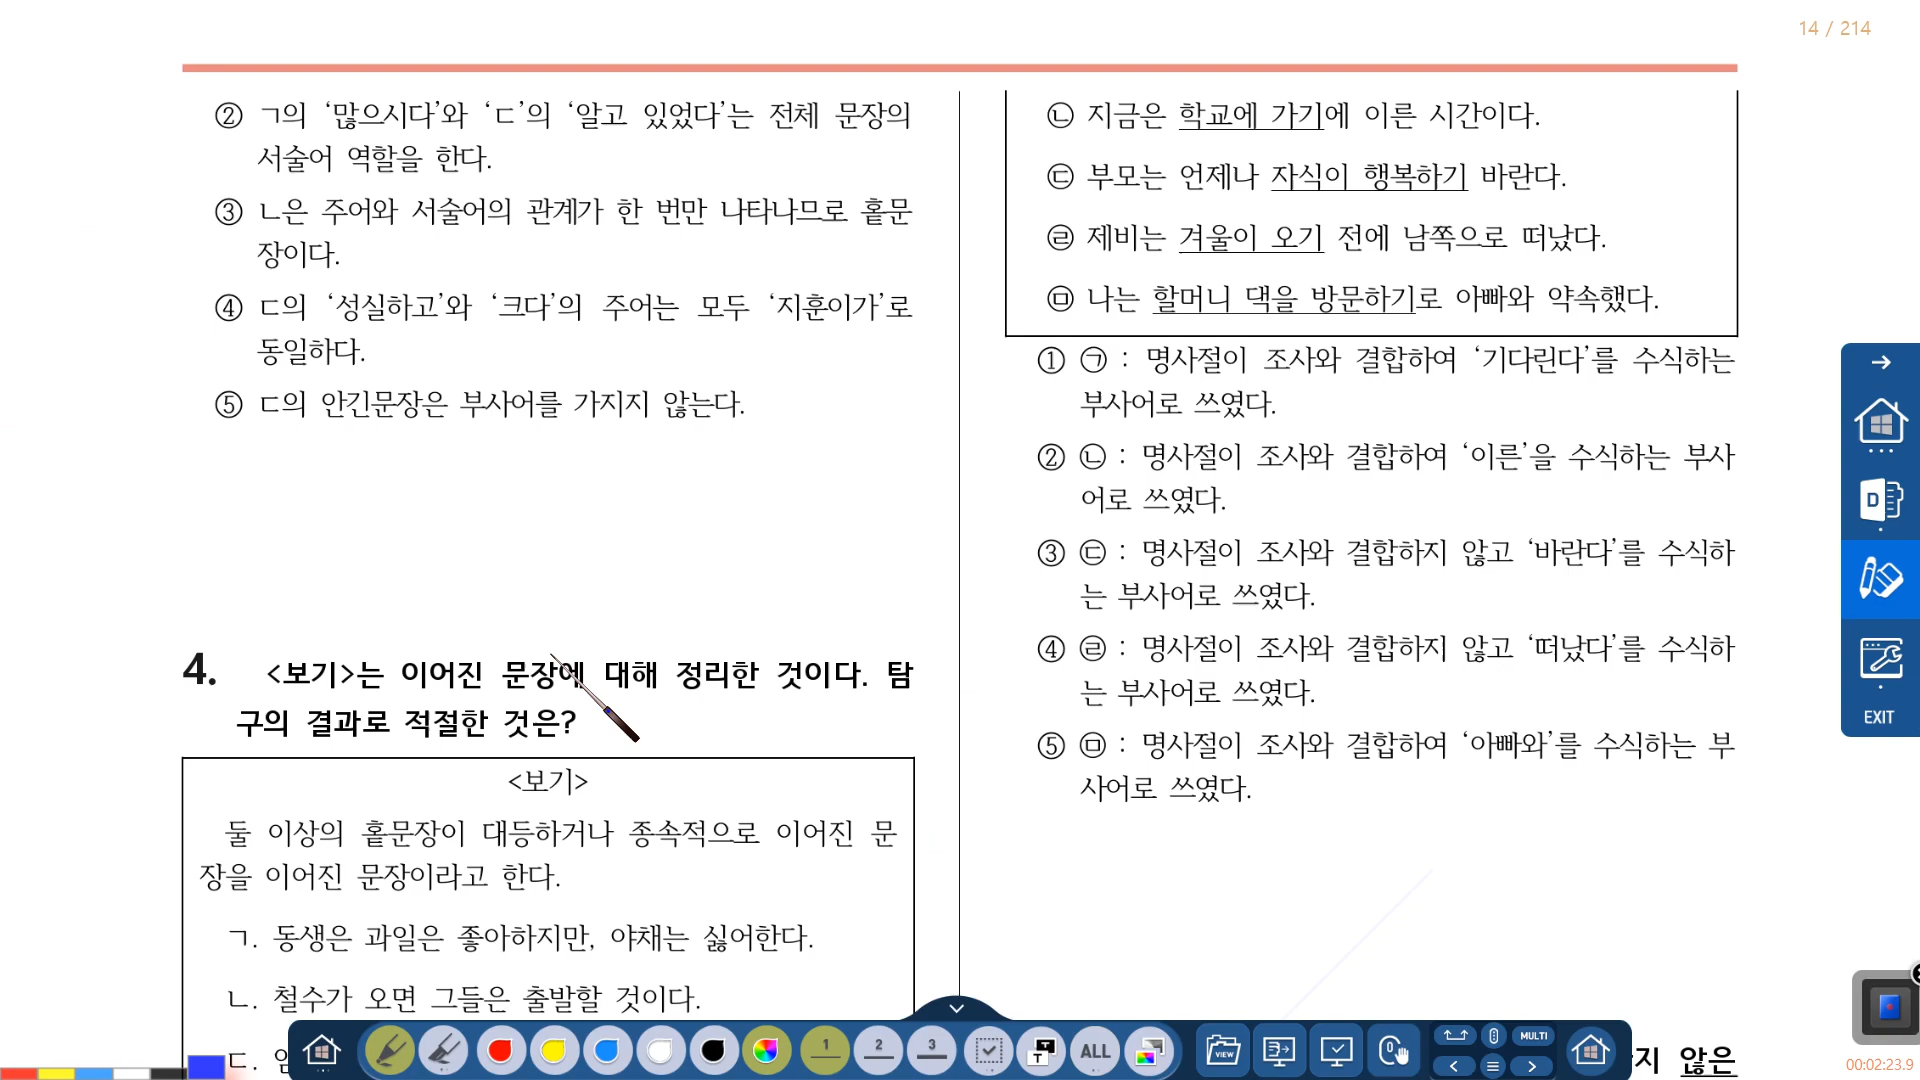 14 / 214
② ㄱ의 ‘많으시다’와 ‘ㄷ’의 ‘알고 있었다’는 전체 문장의
서술어 역할을 한다.
③ ㄴ은 주어와 서술어의 관계가 한 번만 나타나므로 홑문
장이다.
④ ㄷ의 ‘성실하고’와 ‘크다’의 주어는 모두 ‘지훈이가’로
동일하다.
⑤ ㄷ의 안긴문장은 부사어를 가지지 않는다.
4. <보기>는 이어진 문장에 대해 정리한 것이다. 탐
구의 결과로 적절한 것은?
<보기>
둘 이상의 홑문장이 대등하거나 종속적으로 이어진 문
장을 이어진 문장이라고 한다.
ㄱ. 동생은 과일은 좋아하지만, 야채는 싫어한다.
ㄴ. 철수가 오면 그들은 출발할 것이다.
ㄷ.
㉡ 지금은 학교에 가기에 이른 시간이다.
㉢ 부모는 언제나 자식이 행복하기 바란다.
㉣ 제비는 겨울이 오기 전에 남쪽으로 떠났다.
㉤ 나는 할머니 댁을 방문하기로 아빠와 약속했다.
① ㉠ : 명사절이 조사와 결합하여 ‘기다린다’를 수식하는
부사어로 쓰였다.
② ㉡ : 명사절이 조사와 결합하여 ‘이른’을 수식하는 부사
어로 쓰였다.
③ ㉢ : 명사절이 조사와 결합하지 않고 ‘바란다’를 수식하
는 부사어로 쓰였다.
④ ㉣ : 명사절이 조사와 결합하지 않고 ‘떠났다’를 수식하
는 부사어로 쓰였다.
⑤ ㉤ : 명사절이 조사와 결합하여 ‘아빠와’를 수식하는 부
사어로 쓰였다.
지 않은
D
EXIT
1 2 3 T T ALL VIEW MULTI
00:02:23.9